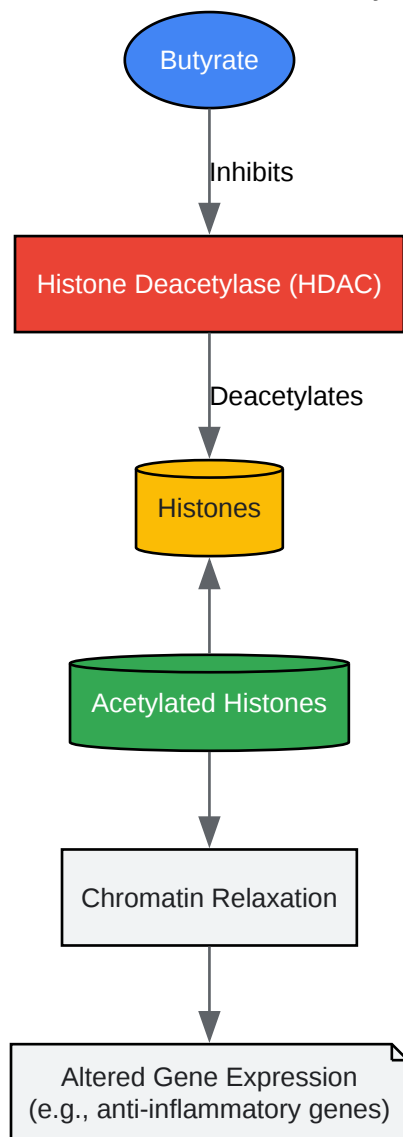 Butyrate
Inhibits
Histone Deacetylase (HDAC)
Deacetylates
Histones
Acetylated Histones
Chromatin Relaxation
Altered Gene Expression
(e.g., anti-inflammatory genes)